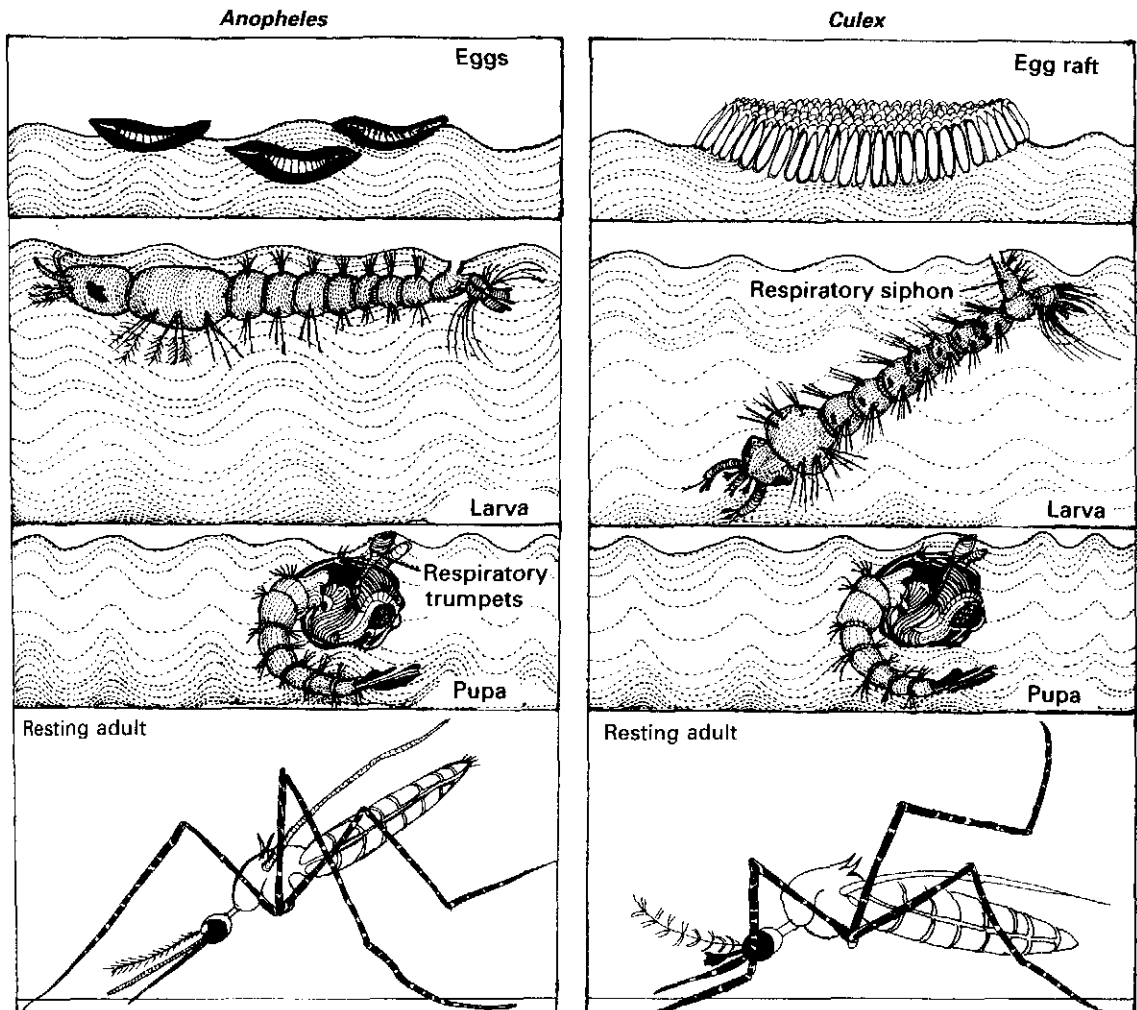 Anopheles
Eggs
Larva
Respiratory
trumpets
Pupa
Resting adult
Culex
Egg raft
Respiratory siphon
Larva
Pupa
Resting adult